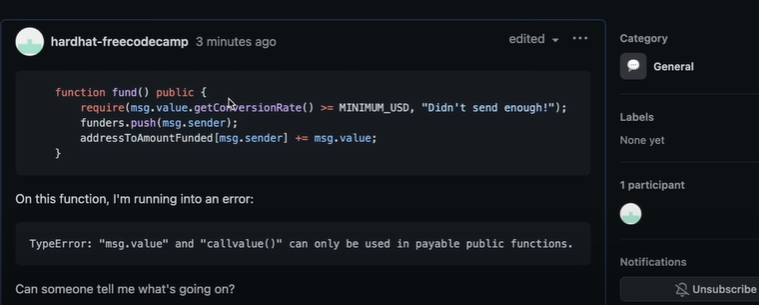 hardhat-freecodecamp 3 minutes ago edited
function fund() public {
require(msg.value.getConversionRate() >= MINIMUM_USD, "Didn't send enough!");
funders.push(msg.sender);
addressToAmountFunded[msg.sender] += msg.value;
}
On this function, I'm running into an error:
TypeError: "msg.value" and "callvalue()" can only be used in payable public functions.
Can someone tell me what's going on?
Category
General
Labels
None yet
1 participant
Notifications
Unsubscribe